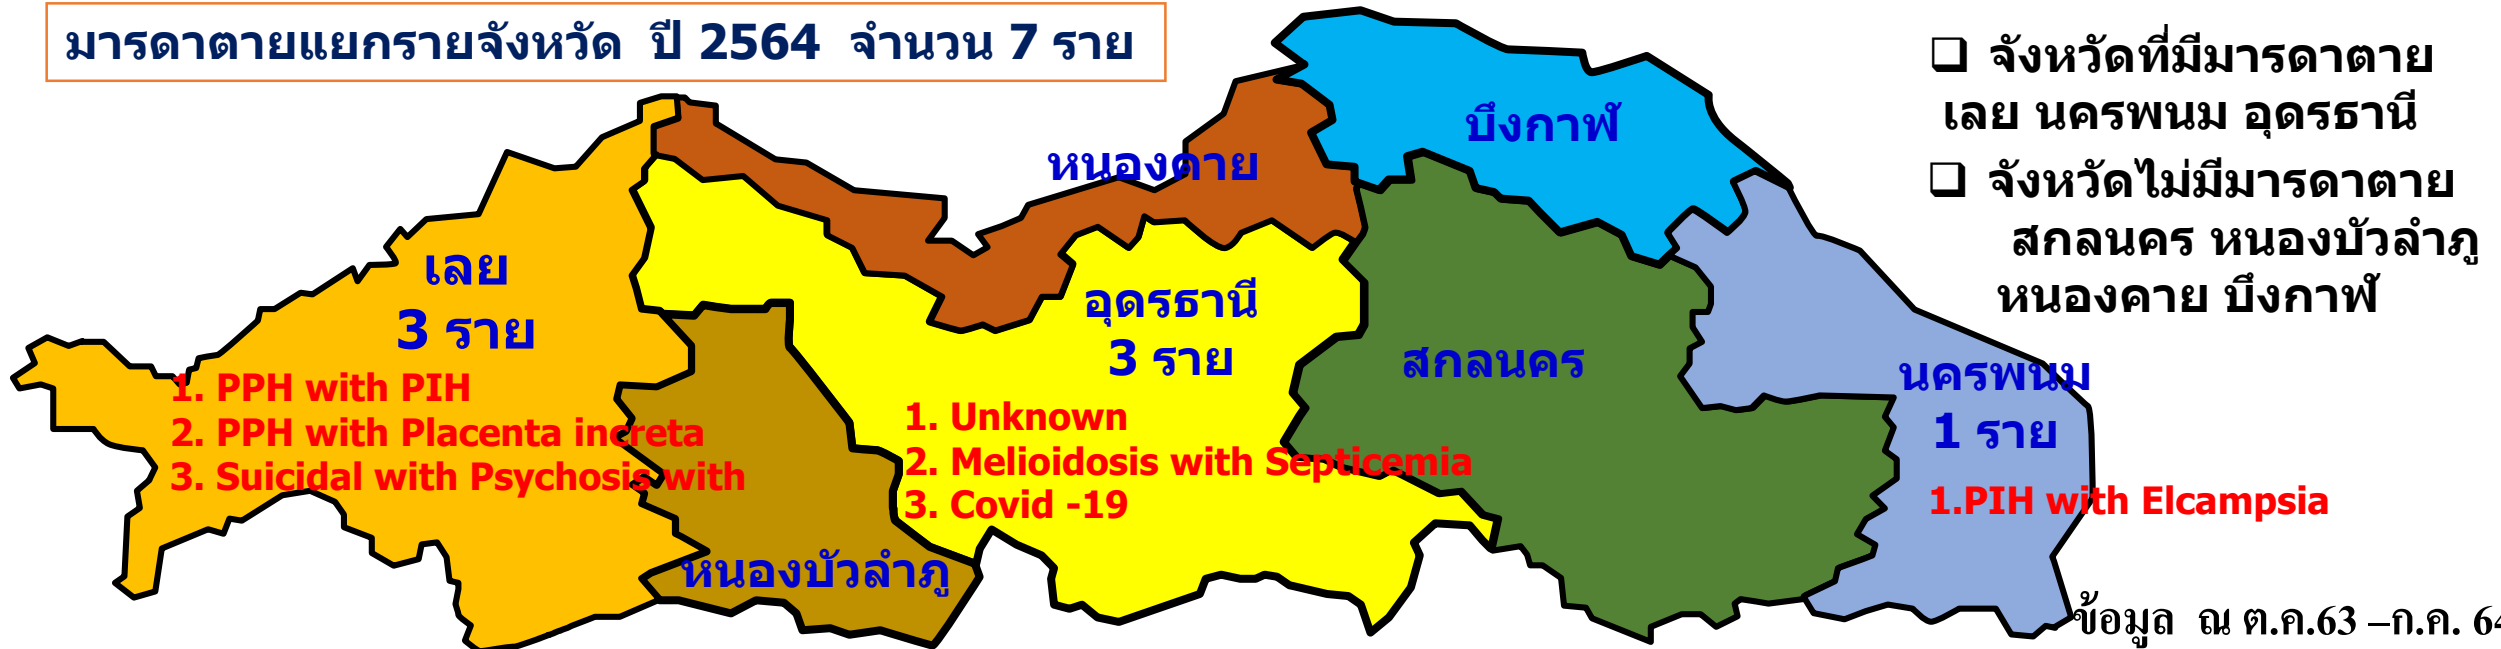 มารดาตายแยกรายจังหวัด ปี 2564 จำนวน 7 ราย
❑ จังหวัดที่มีมารดาตาย
เลย นครพนม อุดรธานี
❑ จังหวัดไม่มีมารดาตาย
สกลนคร หนองบัวลำภู
หนองคาย บึงกาฬ
บึงกาฬ
หนองคาย
เลย
3 ราย
1. PPH with PIH
2. PPH with Placenta increta
3. Suicidal with Psychosis with
อุดรธานี
3 ราย
1. Unknown
2. Melioidosis with Septicemia
3. Covid -19
สกลนคร
นครพนม
1 ราย
1.PIH with Elcampsia
หนองบัวลำภู
ข้อมูล ณ ต.ค.63 –ก.ค. 64